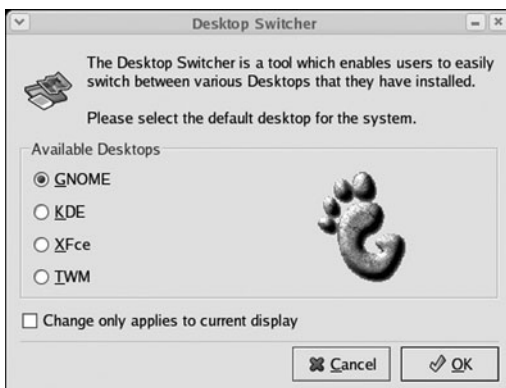 Desktop Switcher
The Desktop Switcher is a tool which enables users to easily
switch between various Desktops that they have installed.
Please select the default desktop for the system.
Available Desktops
GNOME
KDE
XFce
TWM
Change only applies to current display
Cancel
OK